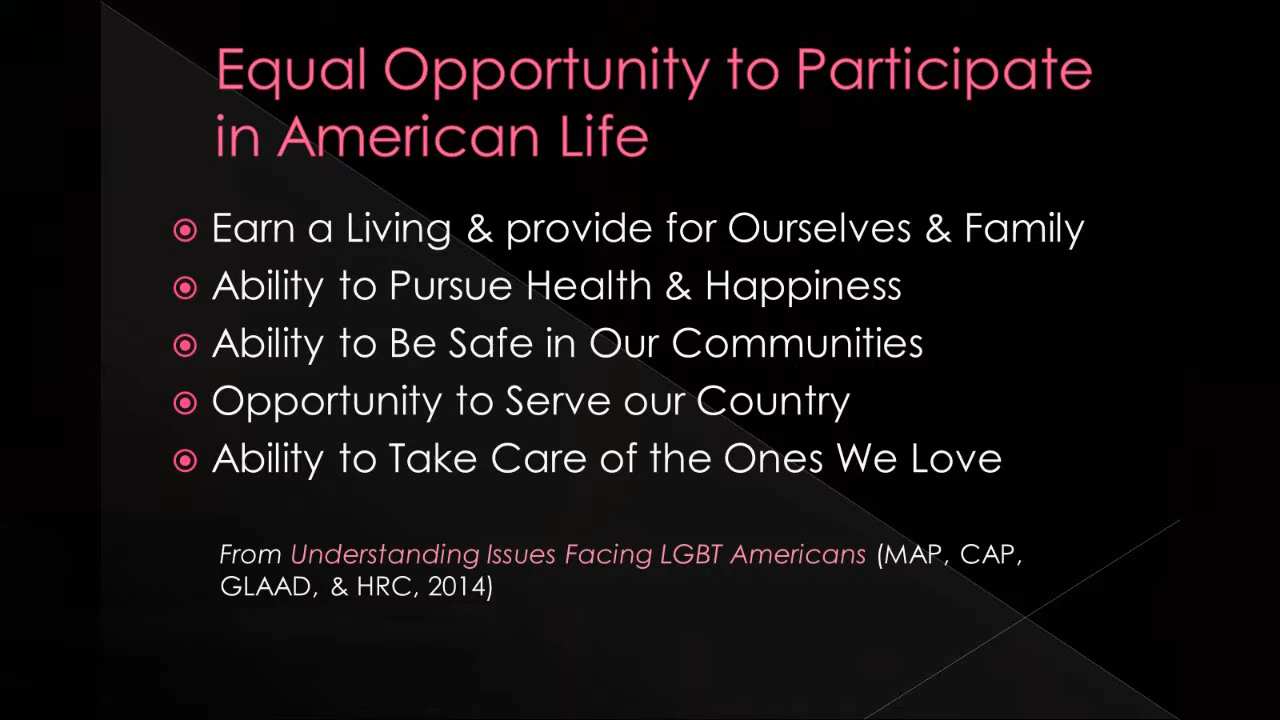 Equal Opportunity to Participate
in American Life
Earn a Living & provide for Ourselves & Family
Ability to Pursue Health & Happiness
Ability to Be Safe in Our Communities
Opportunity to Serve our Country
Ability to Take Care of the Ones We Love
From Understanding Issues Facing LGBT Americans (MAP, CAP,
GLAAD, & HRC, 2014)